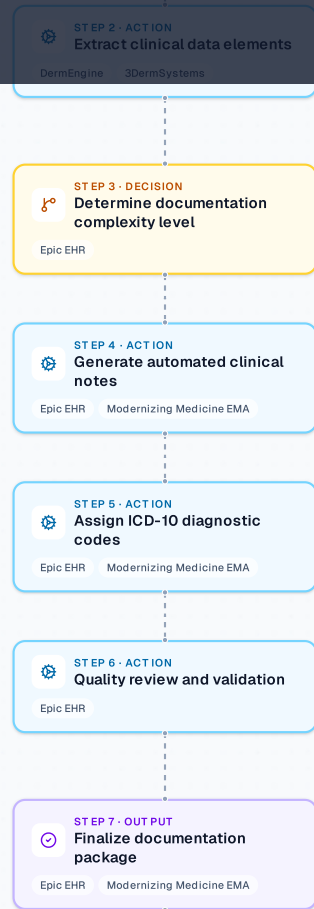 STEP 2 · ACTION
Extract clinical data elements
DermEngine 3DermSystems
STEP 3 · DECISION
Determine documentation
complexity level
Epic EHR
STEP 4 · ACTION
Generate automated clinical
notes
Epic EHR Modernizing Medicine EMA
STEP 5 · ACTION
Assign ICD-10 diagnostic
codes
Epic EHR Modernizing Medicine EMA
STEP 6 · ACTION
Quality review and validation
Epic EHR
STEP 7 · OUTPUT
Finalize documentation
package
Epic EHR Modernizing Medicine EMA